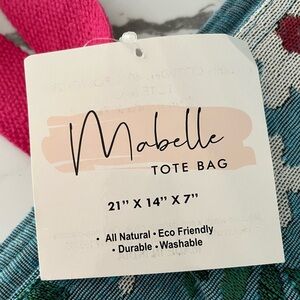 Mabelle
TOTE BAG
21" X 14" X 7"
• All Natural • Eco Friendly
• Durable • Washable